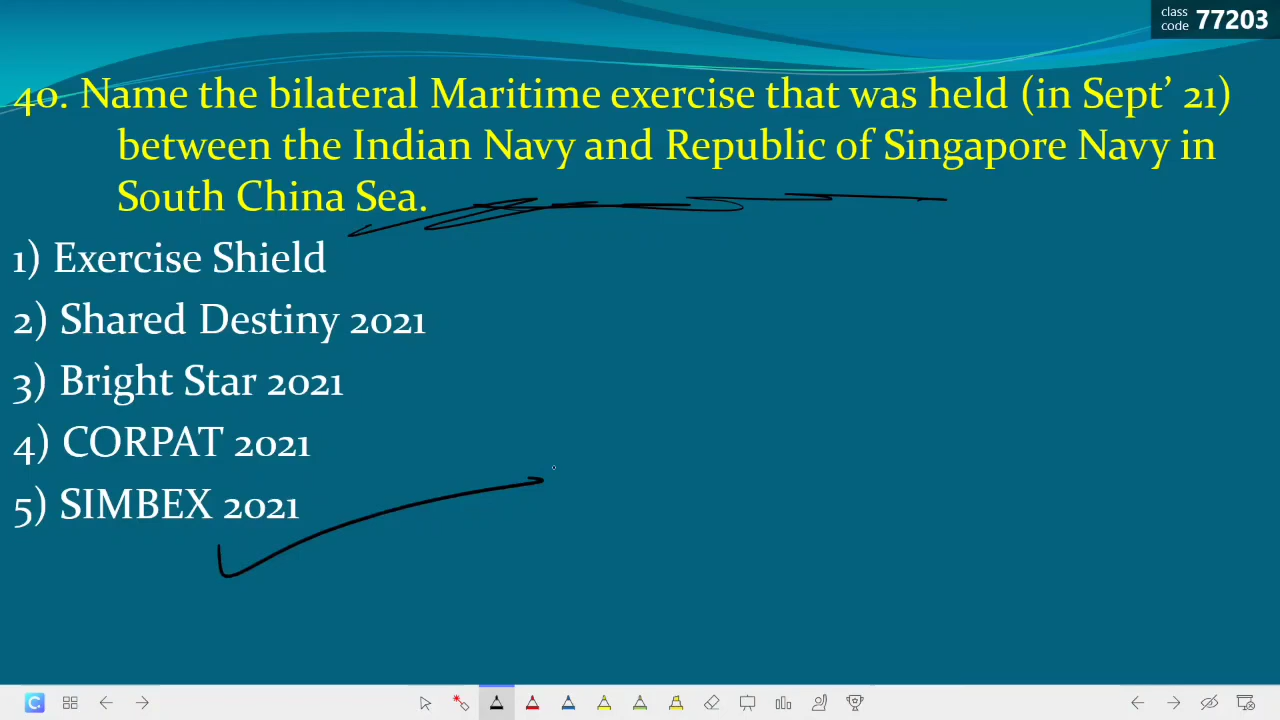 class
code 77203
40. Name the bilateral Maritime exercise that was held (in Sept’ 21)
between the Indian Navy and Republic of Singapore Navy in
South China Sea.
1) Exercise Shield
2) Shared Destiny 2021
3) Bright Star 2021
4) CORPAT 2021
5) SIMBEX 2021